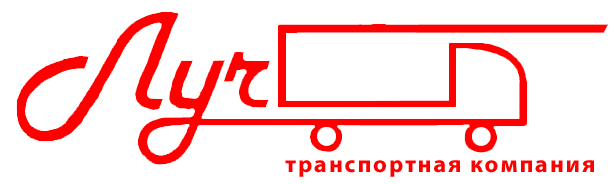 Луч
транспортная компания